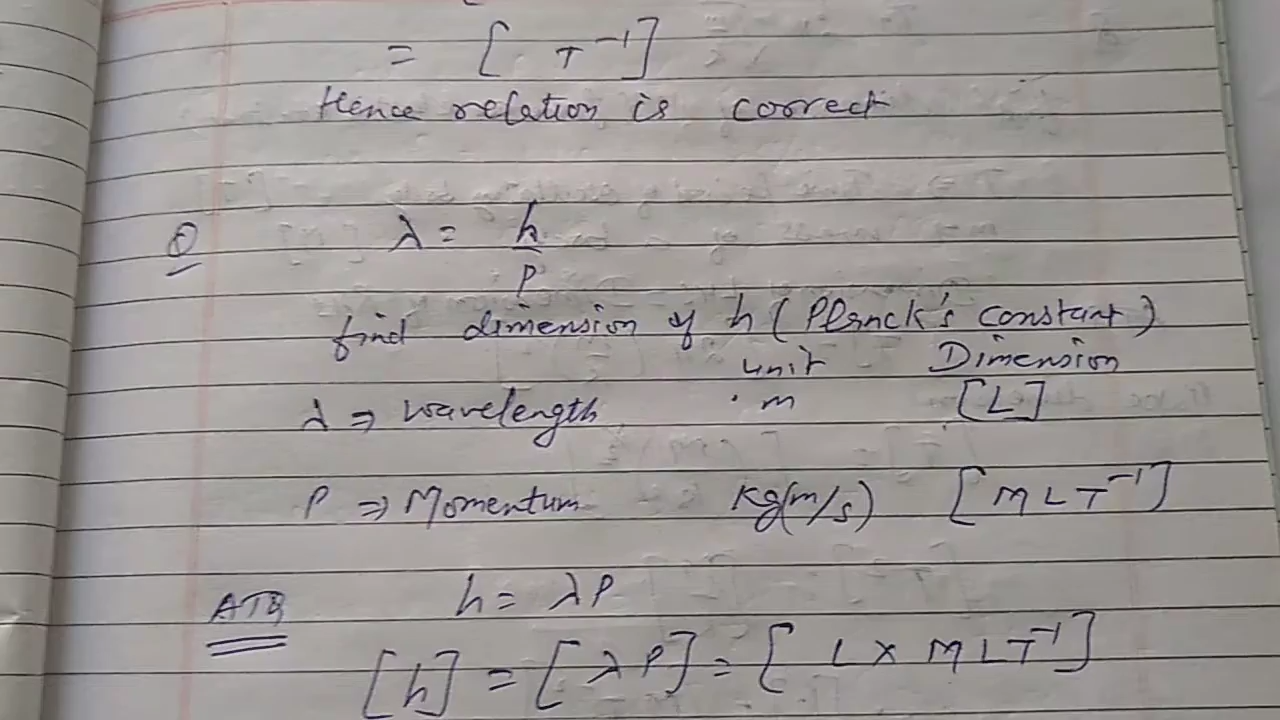 = [ T⁻¹]
Hence relation is correct
Q λ = h/P
find dimension of h (Planck's constant)
unit Dimension
λ ⇒ wavelength m [L]
P ⇒ Momentum Kg(m/s) [MLT⁻¹]
ATQ h = λP
[h] = [λP] = [ L X MLT⁻¹]